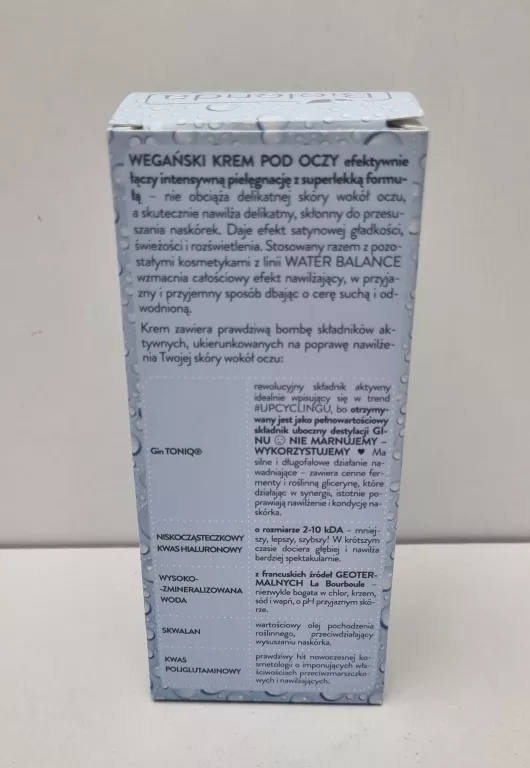 Bielenda
WEGAŃSKI KREM POD OCZY efektywnie
łączy intensywną pielęgnację z superlekką formu-
łą – nie obciąża delikatnej skóry wokół oczu,
a skutecznie nawilża delikatny, skłonny do przesu-
szania naskórek. Daje efekt satynowej gładkości,
świeżości i rozświetlenia. Stosowany razem z pozo-
stałymi kosmetykami z linii WATER BALANCE
wzmacnia całościowy efekt nawilżający, w przyja-
zny i przyjemny sposób dbając o cerę suchą i od-
wodnioną.
Krem zawiera prawdziwą bombę składników ak-
tywnych, ukierunkowanych na poprawę nawilże-
nia Twojej skóry wokół oczu:
Gin TONIQ®
rewolucyjny składnik aktywny
idealnie wpisujący się w trend
#UPCYCLINGU, bo otrzymy-
wany jest jako pełnowartościowy
składnik uboczny destylacji GI-
NU ☺ NIE MARNUJEMY –
WYKORZYSTUJEMY ♥ Ma
silne i długofalowe działanie na-
wadniające – zawiera cenne fer-
menty i roślinną glicerynę, które
działając w synergii, istotnie po-
prawiają nawilżenie i kondycję na-
skórka.
NISKOCZĄSTECZKOWY
KWAS HIALURONOWY
o rozmiarze 2-10 kDA – mniej-
szy, lepszy, szybszy! W krótszym
czasie dociera głębiej i nawilża
bardziej spektakularnie.
WYSOKO-
-ZMINERALIZOWANA
WODA
z francuskich źródeł GEOTER-
MALNYCH La Bourboule –
niezwykle bogata w chlor, krzem,
sód i wapń, o pH przyjaznym skó-
rze.
SKWALAN
wartościowy olej pochodzenia
roślinnego, przeciwdziałający
wysuszaniu naskórka.
KWAS
POLIGLUTAMINOWY
prawdziwy hit nowoczesnej ko-
smetologii o imponujących wła-
ściwościach przeciwzmarszczko-
wych i nawilżających.